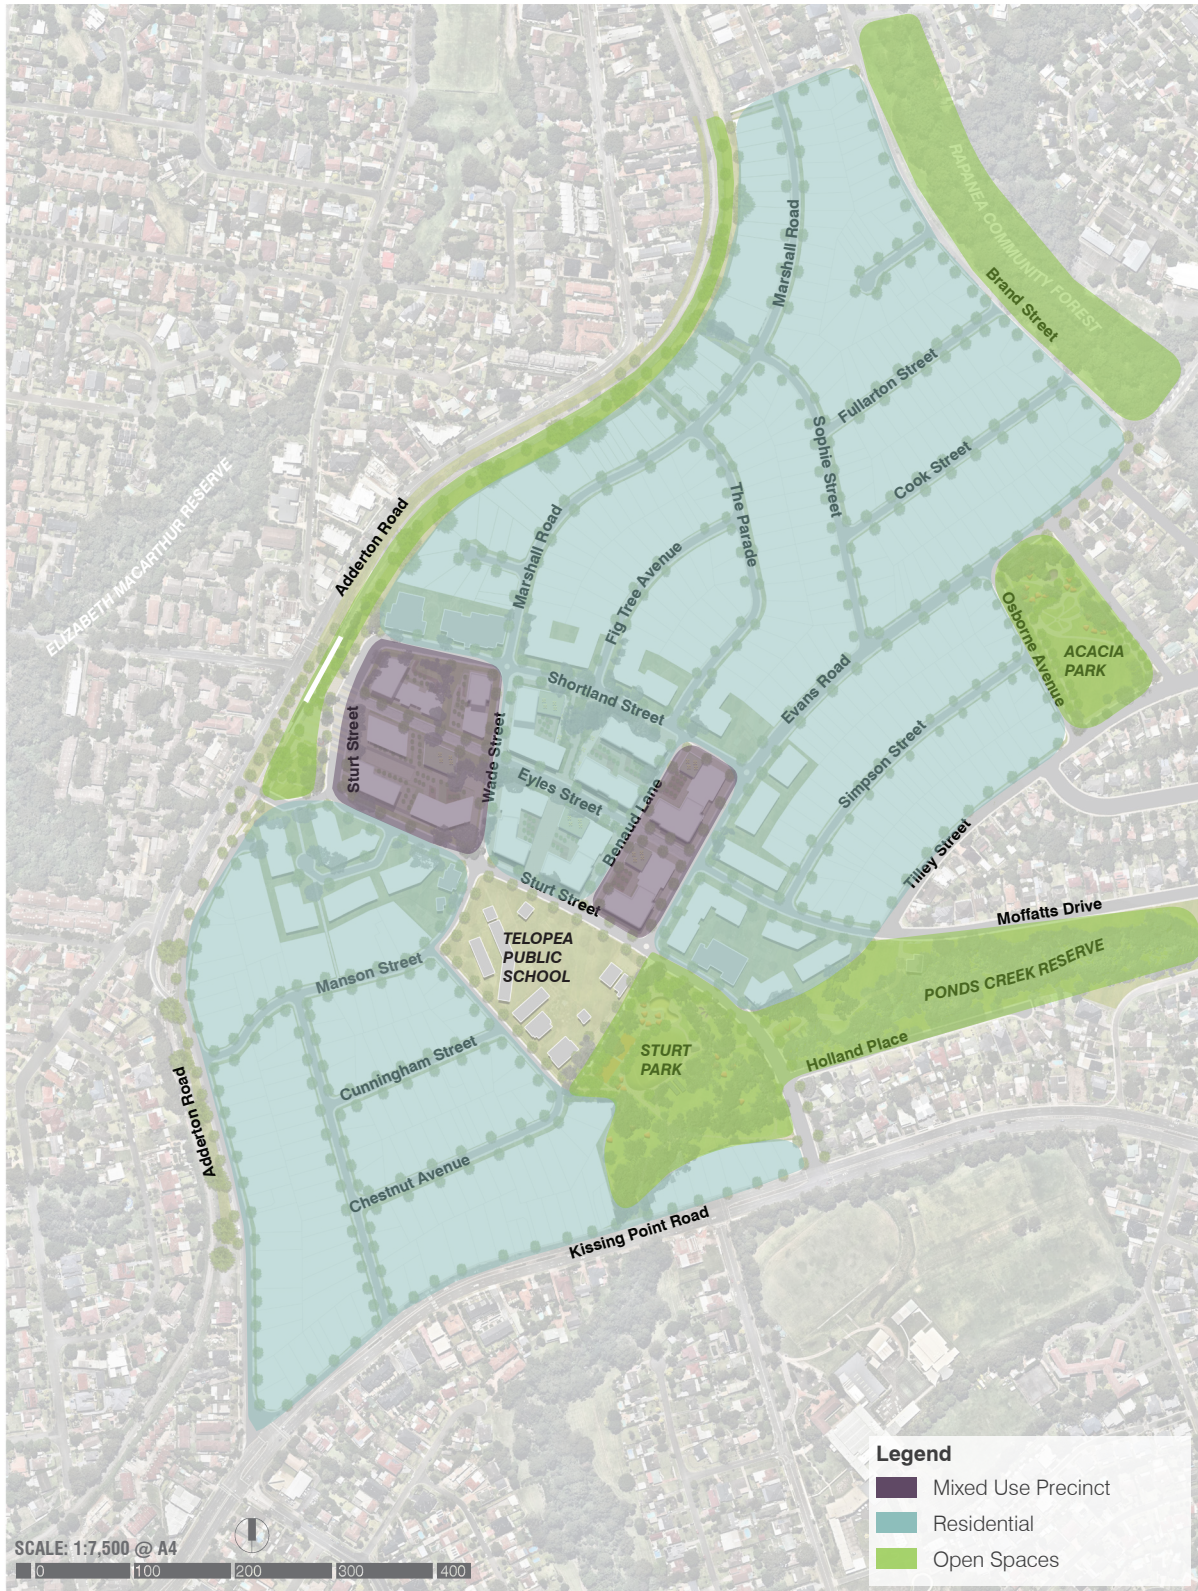 RAPANEA COMMUNITY FOREST
Brand Street
Marshall Road
Fullarton Street
Sophie Street
Cook Street
ELIZABETH MACARTHUR RESERVE
Adderton Road
Marshall Road
The Parade
Fig Tree Avenue
Osborne Avenue
ACACIA
PARK
Shortland Street
Evans Road
Sturt Street
Wade Street
Simpson Street
Eyles Street
Benaud Lane
Tilley Street
Sturt Street
Moffatts Drive
TELOPEA
PUBLIC
SCHOOL
PONDS CREEK RESERVE
Manson Street
Holland Place
STURT
PARK
Cunningham Street
Adderton Road
Chestnut Avenue
Kissing Point Road
Legend
Mixed Use Precinct
Residential
Open Spaces
SCALE: 1:7,500 @ A4
0 100 200 300 400